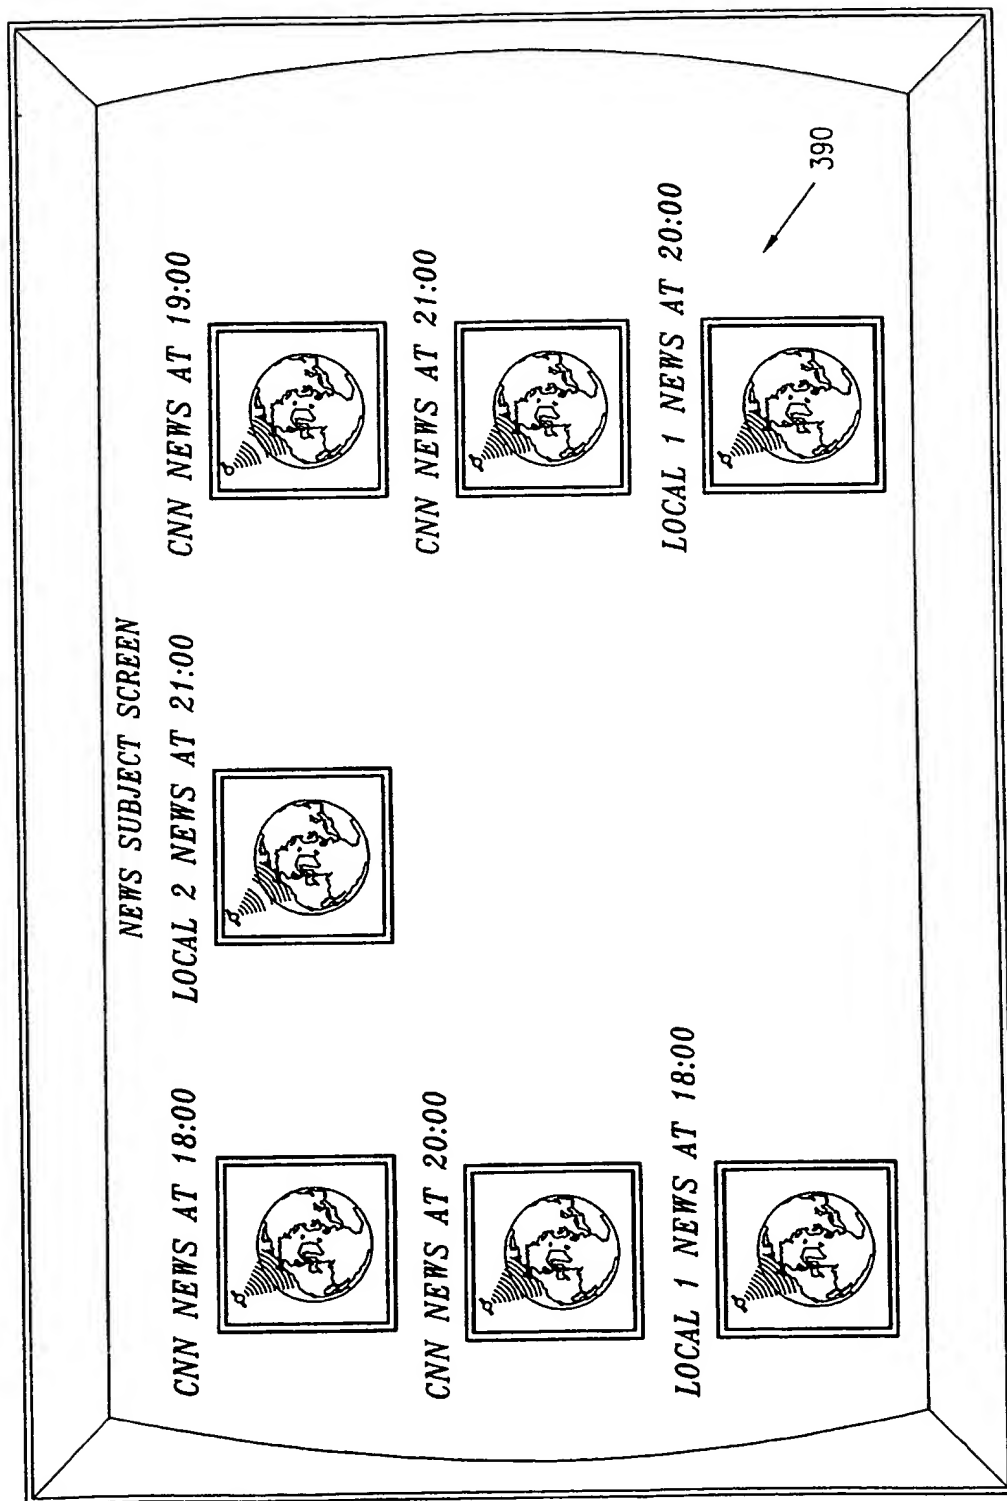 NEWS SUBJECT SCREEN
CNN NEWS AT 18:00
LOCAL 2 NEWS AT 21:00
CNN NEWS AT 19:00
CNN NEWS AT 20:00
CNN NEWS AT 21:00
LOCAL 1 NEWS AT 18:00
LOCAL 1 NEWS AT 20:00
390